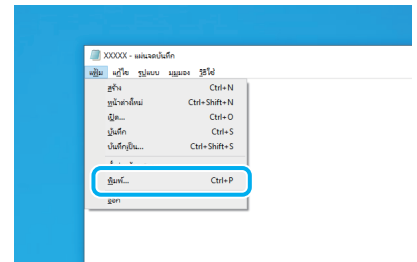 XXXXX - แผ่นจดบันทึก
แฟ้ม แก้ไข รูปแบบ มุมมอง วิธีใช้
สร้าง Ctrl+N
หน้าต่างใหม่ Ctrl+Shift+N
เปิด... Ctrl+O
บันทึก Ctrl+S
บันทึกเป็น... Ctrl+Shift+S
พิมพ์... Ctrl+P
ออก